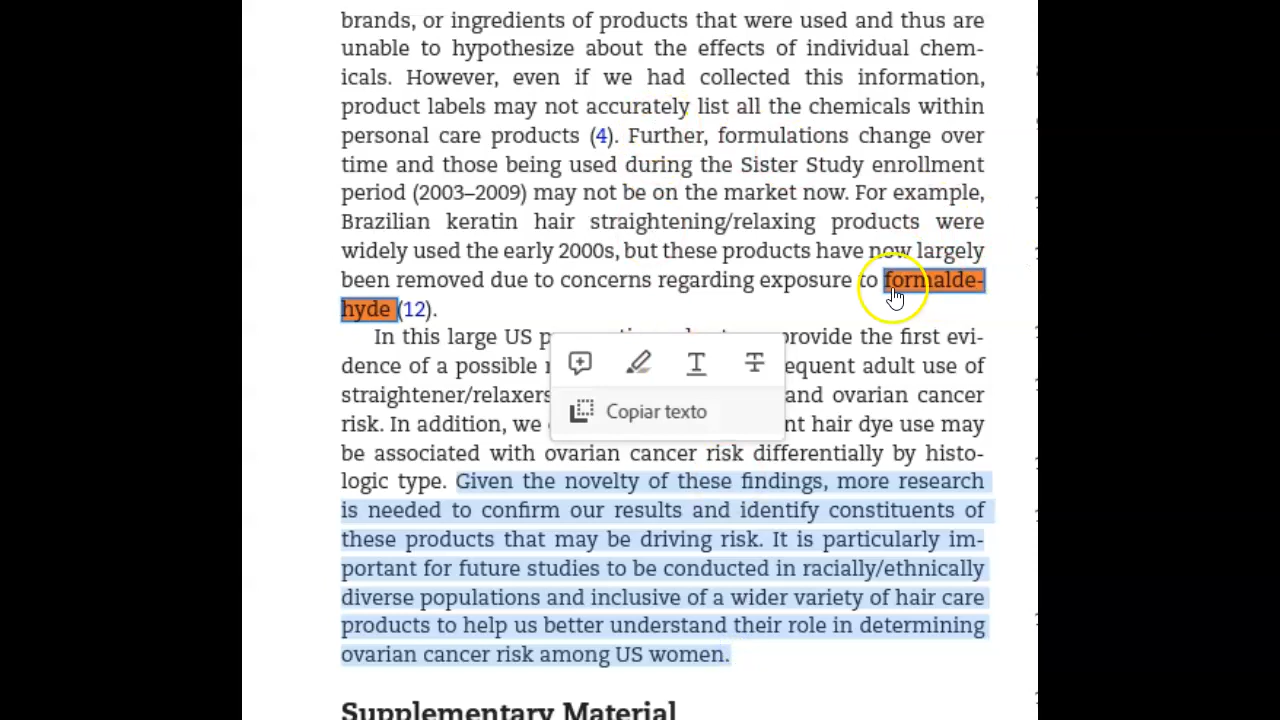 brands, or ingredients of products that were used and thus are
unable to hypothesize about the effects of individual chem-
icals. However, even if we had collected this information,
product labels may not accurately list all the chemicals within
personal care products (4). Further, formulations change over
time and those being used during the Sister Study enrollment
period (2003–2009) may not be on the market now. For example,
Brazilian keratin hair straightening/relaxing products were
widely used the early 2000s, but these products have now largely
been removed due to concerns regarding exposure to formalde-
hyde (12).
In this large US provide the first evi-
dence of a possible equent adult use of
straightener/relaxers and ovarian cancer
risk. In addition, we nt hair dye use may
Copiar texto
be associated with ovarian cancer risk differentially by histo-
logic type. Given the novelty of these findings, more research
is needed to confirm our results and identify constituents of
these products that may be driving risk. It is particularly im-
portant for future studies to be conducted in racially/ethnically
diverse populations and inclusive of a wider variety of hair care
products to help us better understand their role in determining
ovarian cancer risk among US women.
Supplementary Material